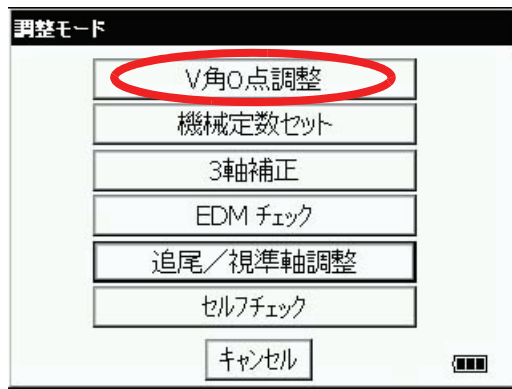 調整モード
V角0点調整
機械定数セット
3軸補正
EDM チェック
追尾／視準軸調整
セルフチェック
キャンセル